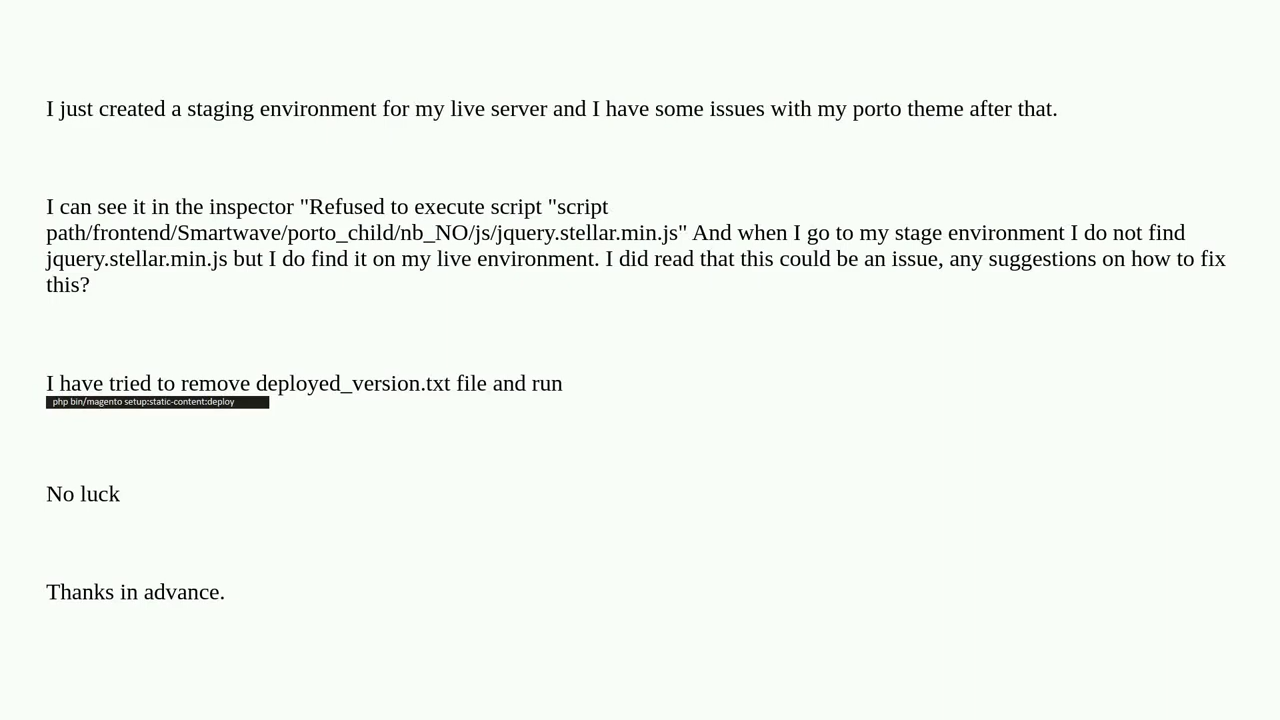 I just created a staging environment for my live server and I have some issues with my porto theme after that.
I can see it in the inspector "Refused to execute script "script
path/frontend/Smartwave/porto_child/nb_NO/js/jquery.stellar.min.js" And when I go to my stage environment I do not find
jquery.stellar.min.js but I do find it on my live environment. I did read that this could be an issue, any suggestions on how to fix
this?
I have tried to remove deployed_version.txt file and run
php bin/magento setup:static-content:deploy
No luck
Thanks in advance.